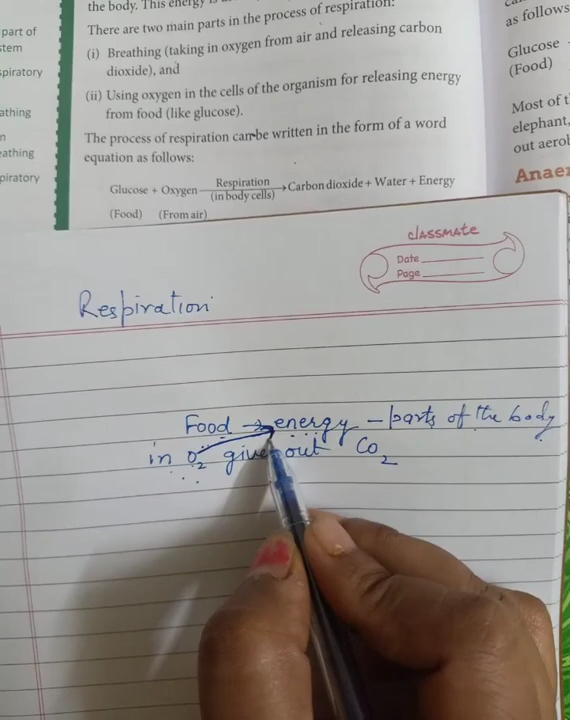 part of
stem
spiratory
athing
eathing
piratory
the body. This energy is
There are two main parts in the process of respiration:
(i) Breathing (taking in oxygen from air and releasing carbon
dioxide), and
(ii) Using oxygen in the cells of the organism for releasing energy
from food (like glucose).
The process of respiration can be written in the form of a word
equation as follows:
Glucose + Oxygen Respiration (in body cells) → Carbon dioxide + Water + Energy
(Food) (From air)
as follows
Glucose
(Food)
Most of t
elephant,
out aerob
Anaer
classmate
Date
Page
Respiration
Food → energy - parts of the body
in O2 give out Co2